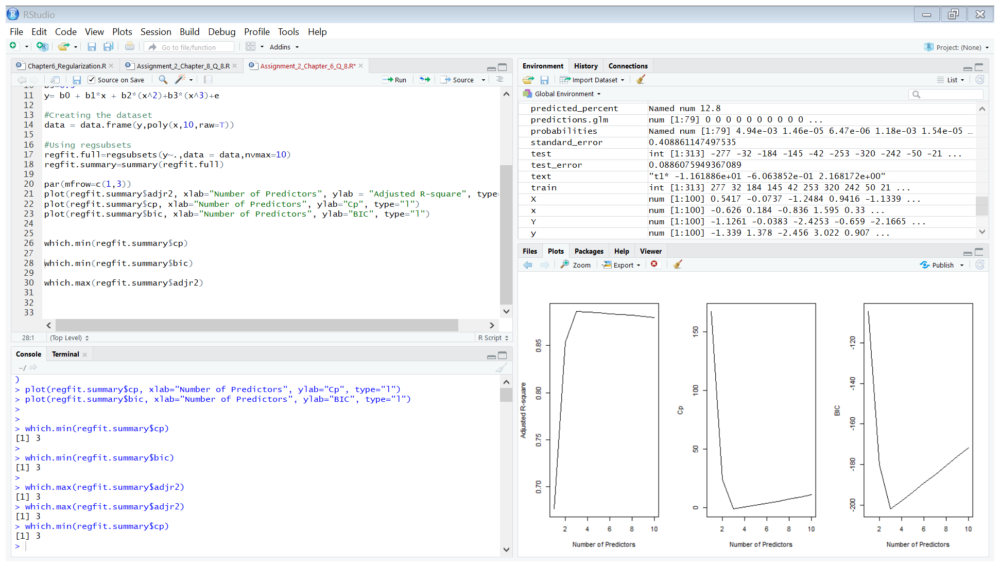 RStudio
File Edit Code View Plots Session Build Debug Profile Tools Help
Go to file/function Addins Project: (None)
Chapter6_Regularization.R Assignment_2_Chapter_8_Q_8.R Assignment_2_Chapter_6_Q_8.R*
Source on Save Run Source
11 y= b0 + b1*x + b2*(x^2)+b3*(x^3)+e
12
13 #Creating the dataset
14 data = data.frame(y,poly(x,10,raw=T))
15
16 #Using regsubsets
17 regfit.full=regsubsets(y~.,data = data,nvmax=10)
18 regfit.summary=summary(regfit.full)
19
20 par(mfrow=c(1,3))
21 plot(regfit.summary$adjr2, xlab="Number of Predictors", ylab = "Adjusted R-square", type=
22 plot(regfit.summary$cp, xlab="Number of Predictors", ylab="Cp", type="l")
23 plot(regfit.summary$bic, xlab="Number of Predictors", ylab="BIC", type="l")
24
25
26 which.min(regfit.summary$cp)
27
28 which.min(regfit.summary$bic)
29
30 which.max(regfit.summary$adjr2)
31
32
33
28:1 (Top Level) R Script
Console Terminal
~/
)
> plot(regfit.summary$cp, xlab="Number of Predictors", ylab="Cp", type="l")
> plot(regfit.summary$bic, xlab="Number of Predictors", ylab="BIC", type="l")
>
>
> which.min(regfit.summary$cp)
[1] 3
>
> which.min(regfit.summary$bic)
[1] 3
>
> which.max(regfit.summary$adjr2)
[1] 3
> which.max(regfit.summary$adjr2)
[1] 3
> which.min(regfit.summary$cp)
[1] 3
>
Environment History Connections
Import Dataset List
Global Environment
predicted_percent Named num 12.8
predictions.glm num [1:79] 0 0 0 0 0 0 0 0 0 0 ...
probabilities Named num [1:79] 4.94e-03 1.46e-05 6.47e-06 1.18e-03 1.54e-05 …
standard_error 0.408861147497535
test int [1:313] -277 -32 -184 -145 -42 -253 -320 -242 -50 -21 ...
test_error 0.0886075949367089
text "t1* -1.161886e+01 -6.063852e-01 2.168172e+00"
train int [1:313] 277 32 184 145 42 253 320 242 50 21 ...
X num [1:100] 0.5417 -0.0737 -1.2484 0.9416 -1.1339 ...
x num [1:100] -0.626 0.184 -0.836 1.595 0.33 ...
Y num [1:100] -1.1261 -0.0383 -2.4253 -0.659 -2.1665 ...
y num [1:100] -1.339 1.378 -2.456 3.022 0.907 ...
Files Plots Packages Help Viewer
Zoom Export Publish
Adjusted R-square
0.70 0.75 0.80 0.85
2 4 6 8 10
Number of Predictors
Cp
0 50 100 150
2 4 6 8 10
Number of Predictors
BIC
-200 -180 -160 -140 -120
2 4 6 8 10
Number of Predictors